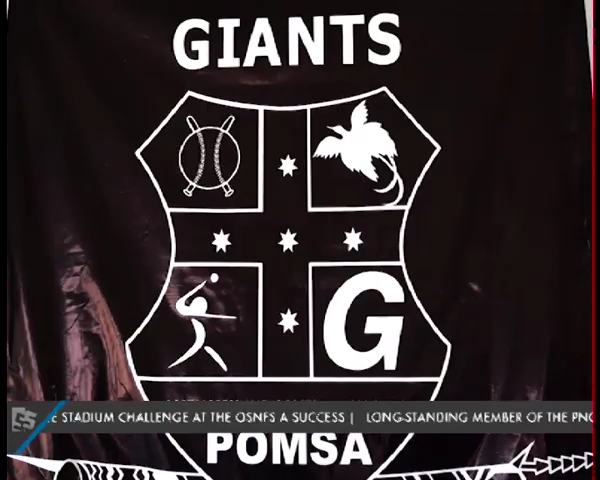 GIANTS
G
STADIUM CHALLENGE AT THE OSNFS A SUCCESS | LONG-STANDING MEMBER OF THE PNG
POMSA